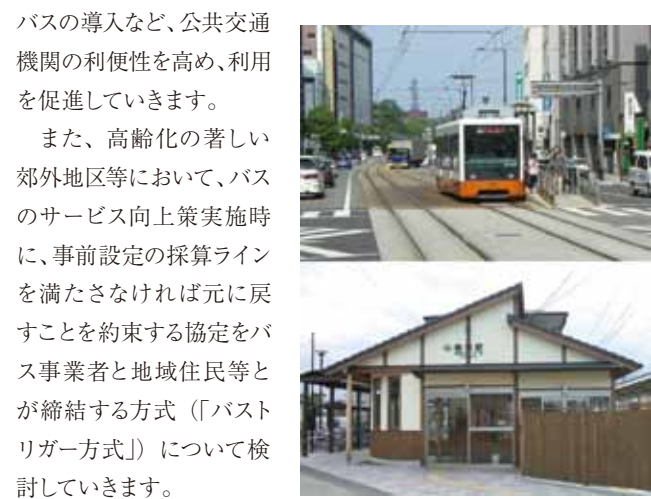 バスの導入など、公共交通
機関の利便性を高め、利用
を促進していきます。
また、高齢化の著しい
郊外地区等において、バス
のサービス向上策実施時
に、事前設定の採算ライン
を満たさなければ元に戻
すことを約束する協定をバ
ス事業者と地域住民等と
が締結する方式（「バスト
リガー方式」）について検
討していきます。